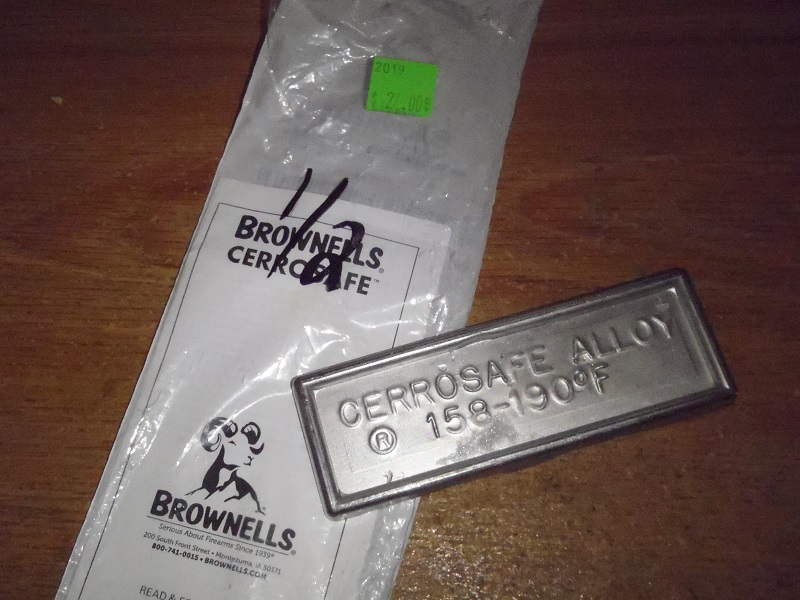 2019
1/2
BROWNELLS®
CERROSAFE™
CERROSAFE ALLOY
® 158-190°F
BROWNELLS®
Serious About Firearms Since 1939®
200 South Front Street • Montezuma, IA 50171
800-741-0015 • BROWNELLS.COM
READ &